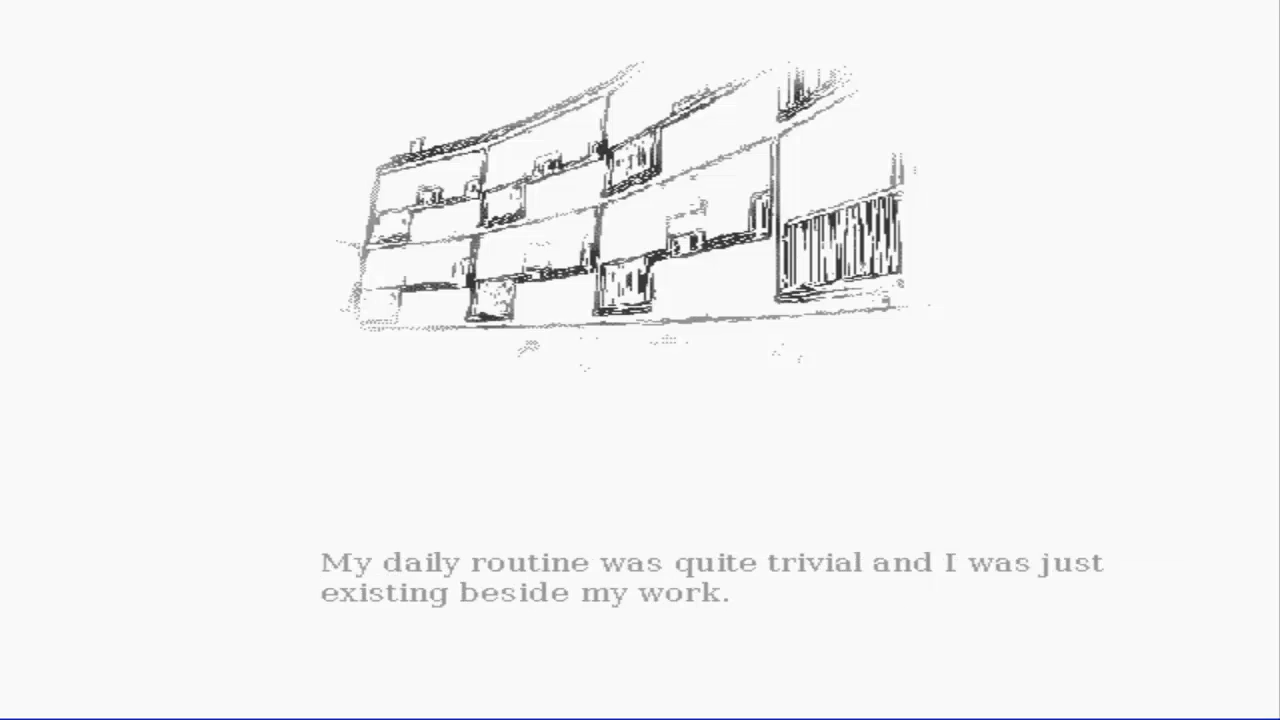 My daily routine was quite trivial and I was just
existing beside my work.